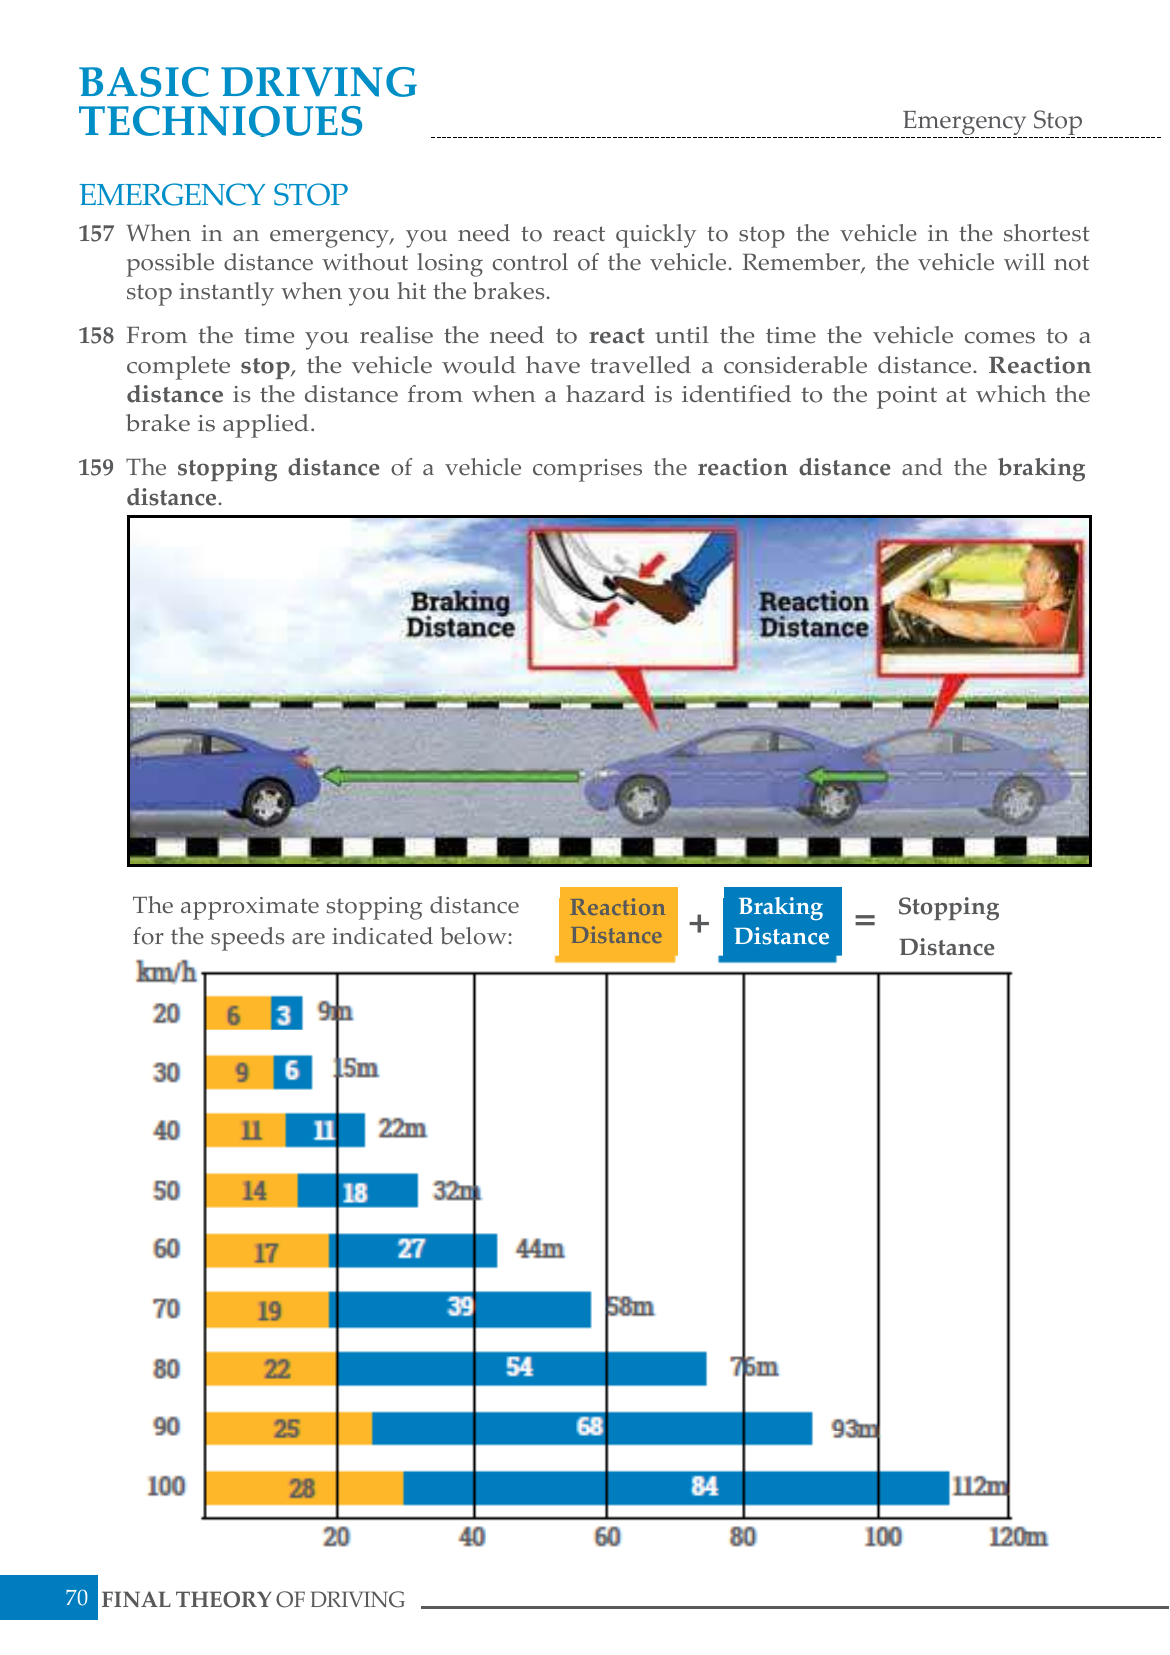 BASIC DRIVING
TECHNIQUES
Emergency Stop
EMERGENCY STOP
157 When in an emergency, you need to react quickly to stop the vehicle in the shortest
possible distance without losing control of the vehicle. Remember, the vehicle will not
stop instantly when you hit the brakes.
158 From the time you realise the need to react until the time the vehicle comes to a
complete stop, the vehicle would have travelled a considerable distance. Reaction
distance is the distance from when a hazard is identified to the point at which the
brake is applied.
159 The stopping distance of a vehicle comprises the reaction distance and the braking
distance.
Braking
Distance
Reaction
Distance
The approximate stopping distance
for the speeds are indicated below:
Reaction
Distance
+
Braking
Distance
=
Stopping
Distance
km/h
20 6 3 9m
30 9 6 15m
40 11 11 22m
50 14 18 32m
60 17 27 44m
70 19 39 58m
80 22 54 76m
90 25 68 93m
100 28 84 112m
20 40 60 80 100 120m
70 FINAL THEORY OF DRIVING